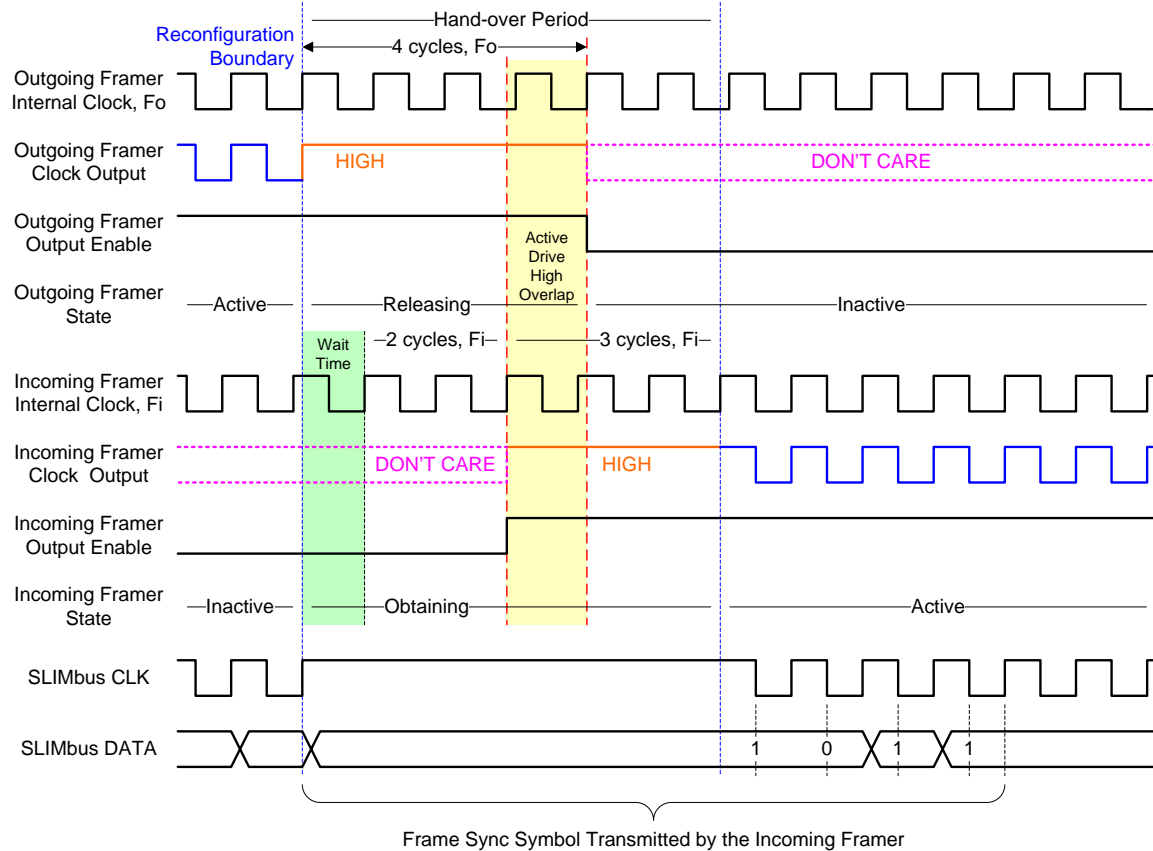 Hand-over Period
Reconfiguration
Boundary
4 cycles, Fo
Outgoing Framer
Internal Clock, Fo
Outgoing Framer
Clock Output
HIGH
DON'T CARE
Outgoing Framer
Output Enable
Active
Drive
High
Overlap
Outgoing Framer
State
Active
Releasing
Inactive
Wait
Time
2 cycles, Fi
3 cycles, Fi
Incoming Framer
Internal Clock, Fi
Incoming Framer
Clock Output
DON'T CARE
HIGH
Incoming Framer
Output Enable
Incoming Framer
State
Inactive
Obtaining
Active
SLIMbus CLK
SLIMbus DATA
1 0 1 1
Frame Sync Symbol Transmitted by the Incoming Framer